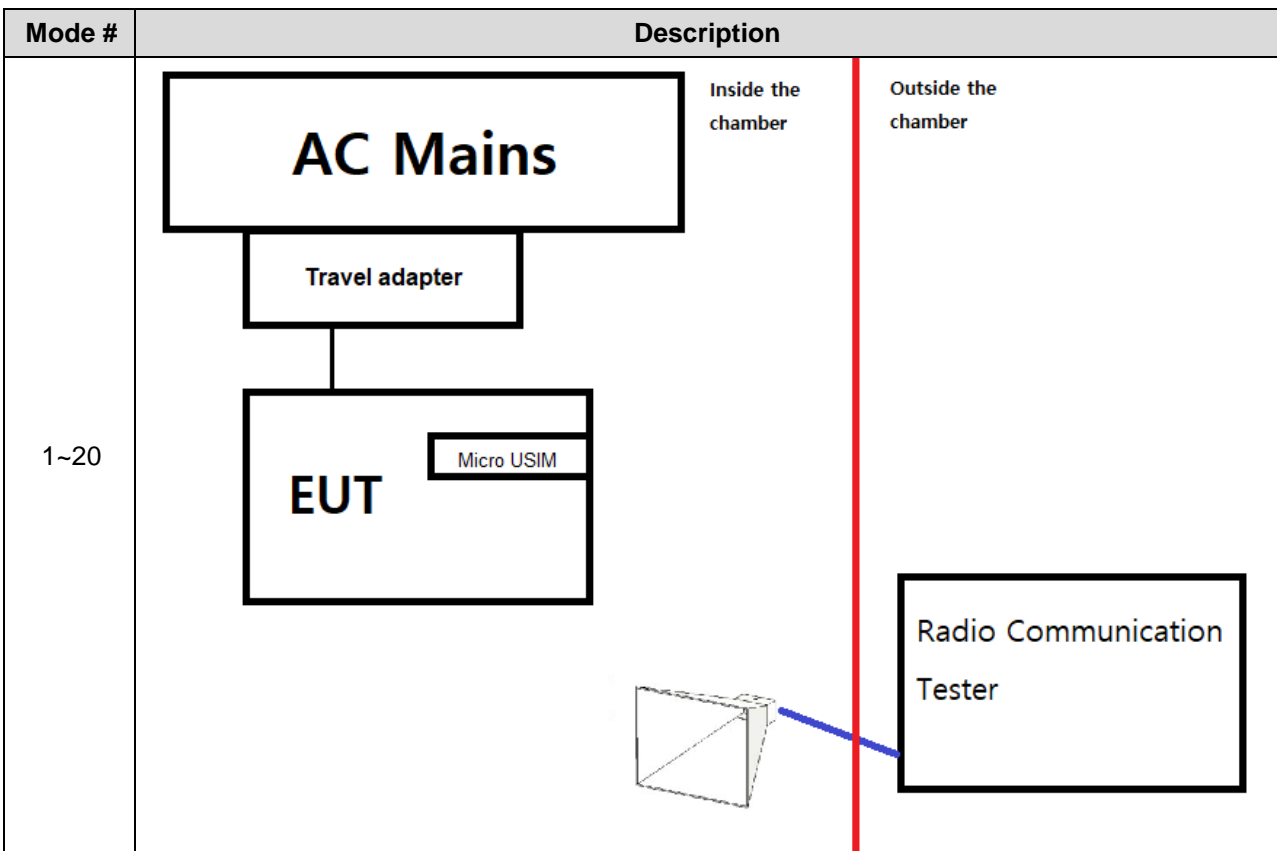 Mode #
Description
1~20
AC Mains
Inside the
chamber
Outside the
chamber
Travel adapter
Micro USIM
EUT
Radio Communication
Tester